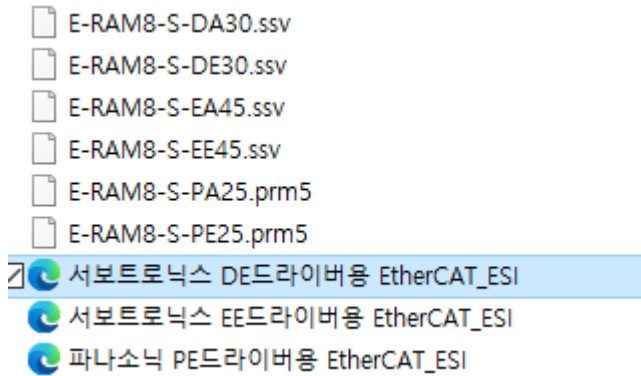 E-RAM8-S-DA30.ssv
E-RAM8-S-DE30.ssv
E-RAM8-S-EA45.ssv
E-RAM8-S-EE45.ssv
E-RAM8-S-PA25.prm5
E-RAM8-S-PE25.prm5
서보트로닉스 DE드라이버용 EtherCAT_ESI
서보트로닉스 EE드라이버용 EtherCAT_ESI
파나소닉 PE드라이버용 EtherCAT_ESI